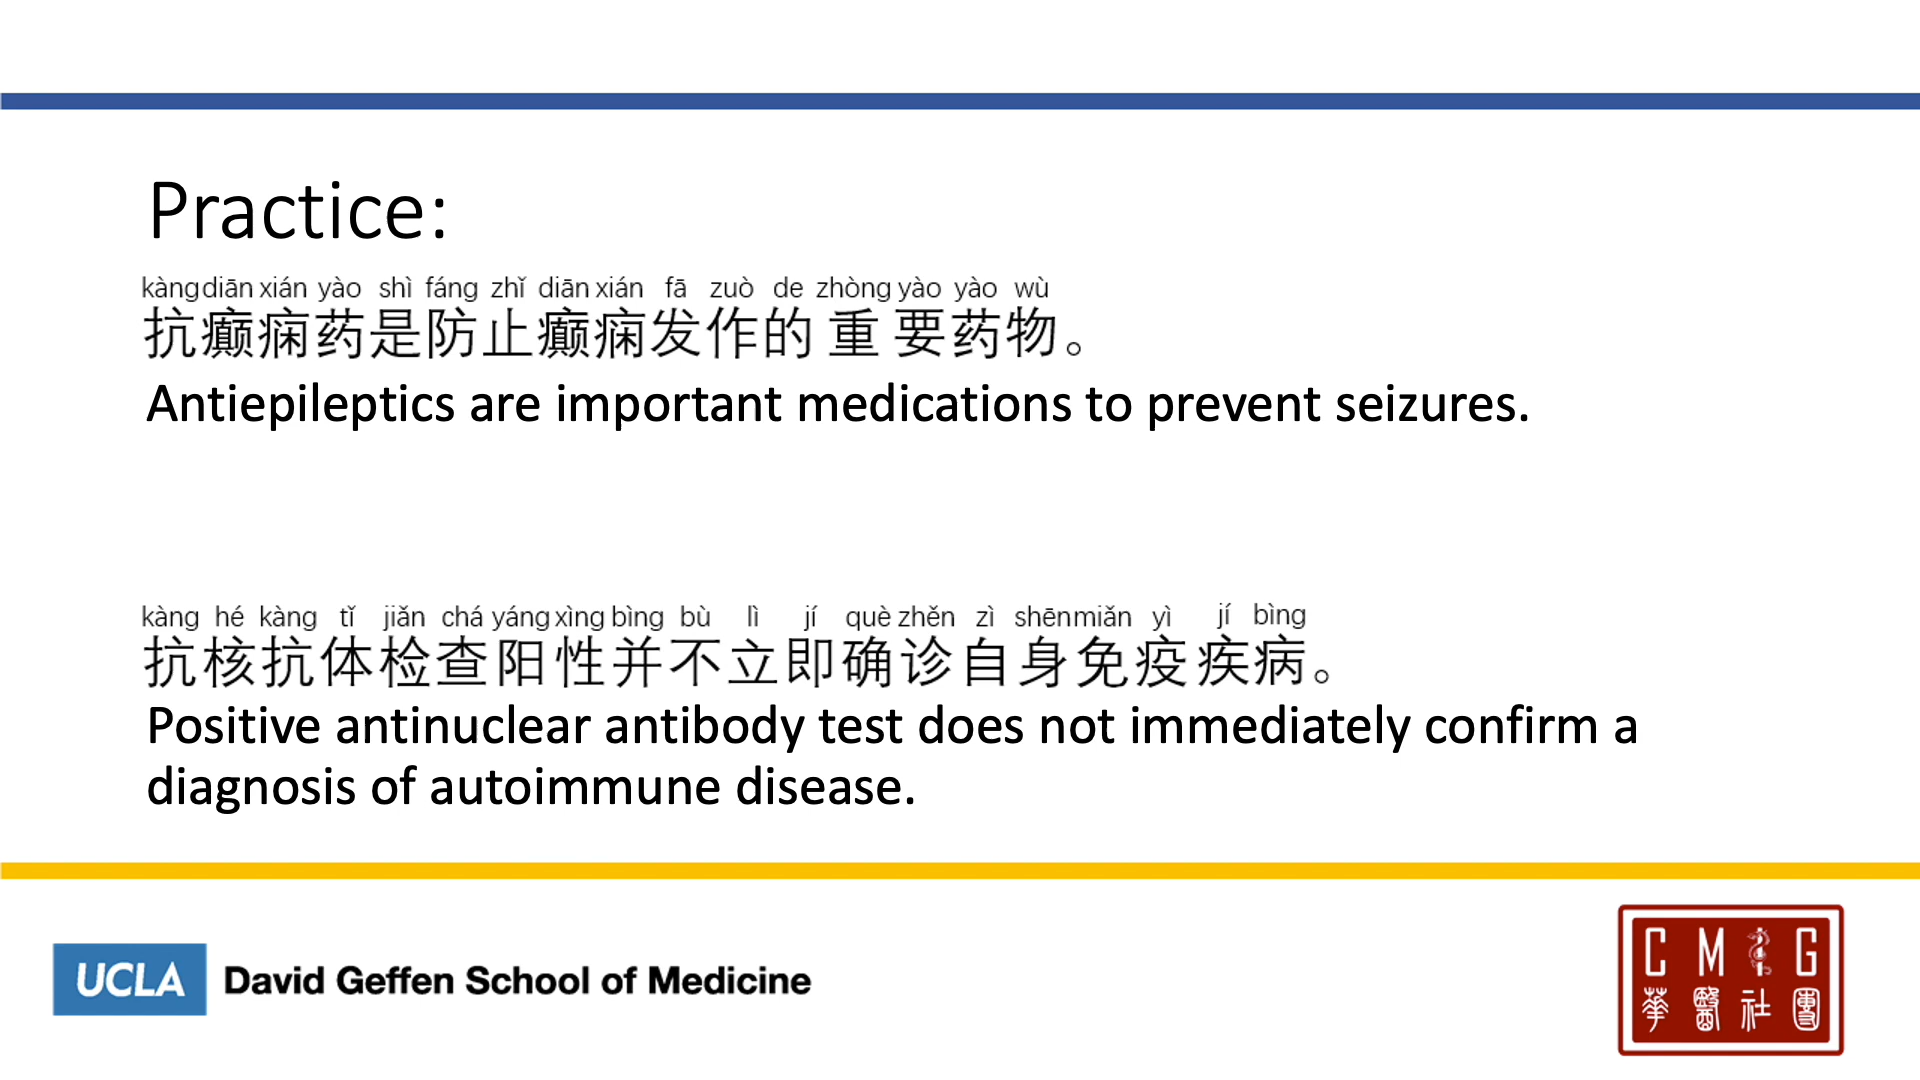 Practice:
kàng diān xián yào shì fáng zhǐ diān xián fā zuò de zhòng yào yào wù
抗癫痫药是防止癫痫发作的重要药物。
Antiepileptics are important medications to prevent seizures.
kàng hé kàng tǐ jiǎn chá yáng xìng bìng bù lì jí què zhěn zì shēn miǎn yì jí bìng
抗核抗体检查阳性并不立即确诊自身免疫疾病。
Positive antinuclear antibody test does not immediately confirm a
diagnosis of autoimmune disease.
UCLA David Geffen School of Medicine
C M G
華醫社團